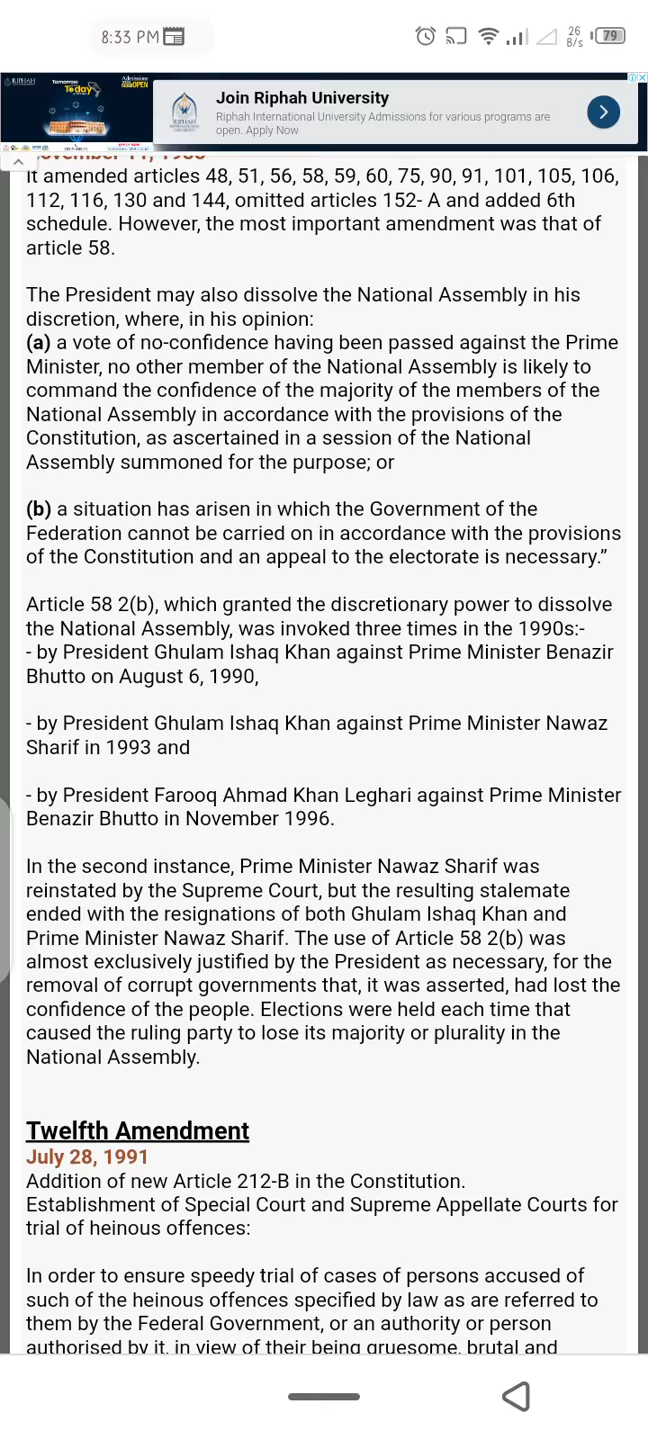 8:33 PM
26
B/s
79
RIPHAH
Tomorrow
Today
Admissions
OPEN
Join Riphah University
Riphah International University Admissions for various programs are
open. Apply Now
It amended articles 48, 51, 56, 58, 59, 60, 75, 90, 91, 101, 105, 106,
112, 116, 130 and 144, omitted articles 152- A and added 6th
schedule. However, the most important amendment was that of
article 58.
The President may also dissolve the National Assembly in his
discretion, where, in his opinion:
(a) a vote of no-confidence having been passed against the Prime
Minister, no other member of the National Assembly is likely to
command the confidence of the majority of the members of the
National Assembly in accordance with the provisions of the
Constitution, as ascertained in a session of the National
Assembly summoned for the purpose; or
(b) a situation has arisen in which the Government of the
Federation cannot be carried on in accordance with the provisions
of the Constitution and an appeal to the electorate is necessary.”
Article 58 2(b), which granted the discretionary power to dissolve
the National Assembly, was invoked three times in the 1990s:-
- by President Ghulam Ishaq Khan against Prime Minister Benazir
Bhutto on August 6, 1990,
- by President Ghulam Ishaq Khan against Prime Minister Nawaz
Sharif in 1993 and
- by President Farooq Ahmad Khan Leghari against Prime Minister
Benazir Bhutto in November 1996.
In the second instance, Prime Minister Nawaz Sharif was
reinstated by the Supreme Court, but the resulting stalemate
ended with the resignations of both Ghulam Ishaq Khan and
Prime Minister Nawaz Sharif. The use of Article 58 2(b) was
almost exclusively justified by the President as necessary, for the
removal of corrupt governments that, it was asserted, had lost the
confidence of the people. Elections were held each time that
caused the ruling party to lose its majority or plurality in the
National Assembly.
Twelfth Amendment
July 28, 1991
Addition of new Article 212-B in the Constitution.
Establishment of Special Court and Supreme Appellate Courts for
trial of heinous offences:
In order to ensure speedy trial of cases of persons accused of
such of the heinous offences specified by law as are referred to
them by the Federal Government, or an authority or person
authorised by it, in view of their being gruesome, brutal and